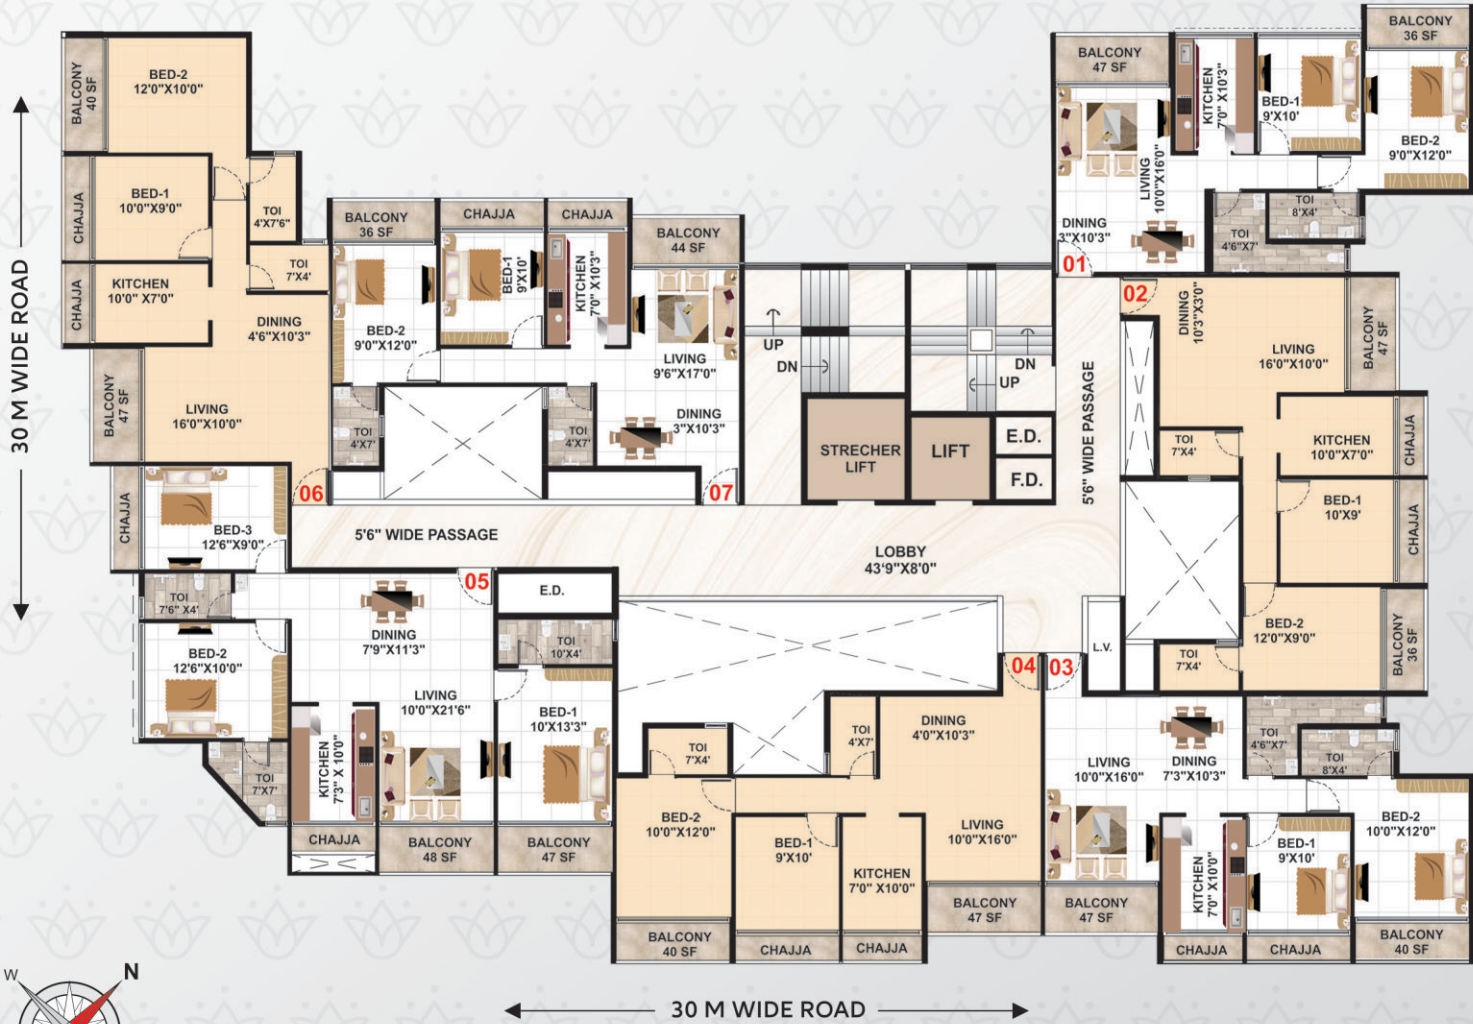 BALCONY
40 SF
BED-2
12'0"X10'0"
CHAJJA
BED-1
10'0"X9'0"
TOI
4'X7'6"
CHAJJA
KITCHEN
10'0" X7'0"
TOI
7'X4'
DINING
4'6"X10'3"
BALCONY
47 SF
LIVING
16'0"X10'0"
06
30 M WIDE ROAD
BALCONY
36 SF
CHAJJA
CHAJJA
BALCONY
44 SF
BED-2
9'0"X12'0"
BED-1
9'X10'
KITCHEN
7'0" X10'3"
LIVING
9'6"X17'0"
DINING
3"X10'3"
TOI
4'X7'
TOI
4'X7'
07
UP
DN
DN
UP
STRECHER
LIFT
LIFT
E.D.
F.D.
5'6" WIDE PASSAGE
5'6" WIDE PASSAGE
LOBBY
43'9"X8'0"
BALCONY
47 SF
KITCHEN
7'0" X10'3"
BED-1
9'X10'
BALCONY
36 SF
BED-2
9'0"X12'0"
LIVING
10'0"X16'0"
DINING
3"X10'3"
TOI
4'6"X7'
TOI
8'X4'
01
02
DINING
10'3"X3'0"
LIVING
16'0"X10'0"
BALCONY
47 SF
TOI
7'X4'
KITCHEN
10'0"X7'0"
CHAJJA
BED-1
10'X9'
CHAJJA
BED-2
12'0"X9'0"
BALCONY
36 SF
TOI
7'X4'
L.V.
CHAJJA
BED-3
12'6"X9'0"
TOI
7'6" X4'
BED-2
12'6"X10'0"
TOI
7'X7'
05
E.D.
DINING
7'9"X11'3"
LIVING
10'0"X21'6"
TOI
10'X4'
BED-1
10'X13'3"
KITCHEN
7'3" X 10'0"
CHAJJA
BALCONY
48 SF
BALCONY
47 SF
04
TOI
7'X4'
TOI
4'X7'
DINING
4'0"X10'3"
BED-2
10'0"X12'0"
BED-1
9'X10'
KITCHEN
7'0" X10'0"
LIVING
10'0"X16'0"
BALCONY
40 SF
CHAJJA
CHAJJA
BALCONY
47 SF
03
LIVING
10'0"X16'0"
DINING
7'3"X10'3"
TOI
4'6"X7'
TOI
8'X4'
BED-2
10'0"X12'0"
BED-1
9'X10'
KITCHEN
7'0" X10'0"
BALCONY
47 SF
CHAJJA
CHAJJA
BALCONY
40 SF
W
N
30 M WIDE ROAD